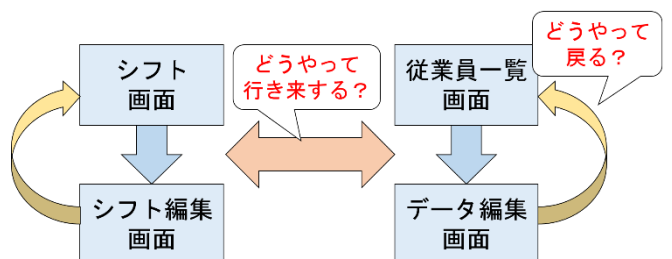 シフト
画面
どうやって
行き来する？
従業員一覧
画面
どうやって
戻る？
シフト編集
画面
データ編集
画面